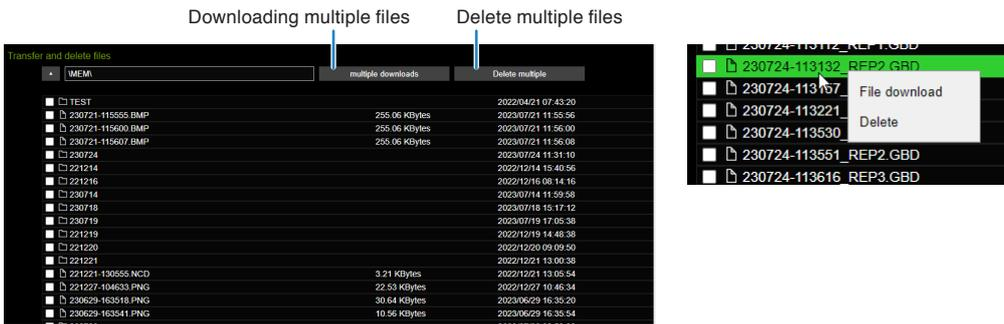 Downloading multiple files
Delete multiple files
Transfer and delete files
\MEM\
multiple downloads
Delete multiple
TEST 2022/04/21 07:43:20
230721-115555.BMP 255.06 KBytes 2023/07/21 11:55:56
230721-115600.BMP 255.06 KBytes 2023/07/21 11:56:00
230721-115607.BMP 255.06 KBytes 2023/07/21 11:56:08
230724 2023/07/24 11:31:10
221214 2022/12/14 15:40:56
221216 2022/12/16 08:14:16
230714 2023/07/14 11:59:58
230718 2023/07/18 15:17:12
230719 2023/07/19 17:05:38
221219 2022/12/19 14:48:38
221220 2022/12/20 09:09:50
221221 2022/12/21 13:00:38
221221-130555.NCD 3.21 KBytes 2022/12/21 13:05:54
221227-104633.PNG 22.53 KBytes 2022/12/27 10:46:34
230629-163518.PNG 30.64 KBytes 2023/06/29 16:35:20
230629-163541.PNG 10.56 KBytes 2023/06/29 16:35:54
230724-113112_REP1.GBD
230724-113132_REP2.GBD
230724-113167_
230724-113221_
230724-113530_
230724-113551_REP2.GBD
230724-113616_REP3.GBD
File download
Delete